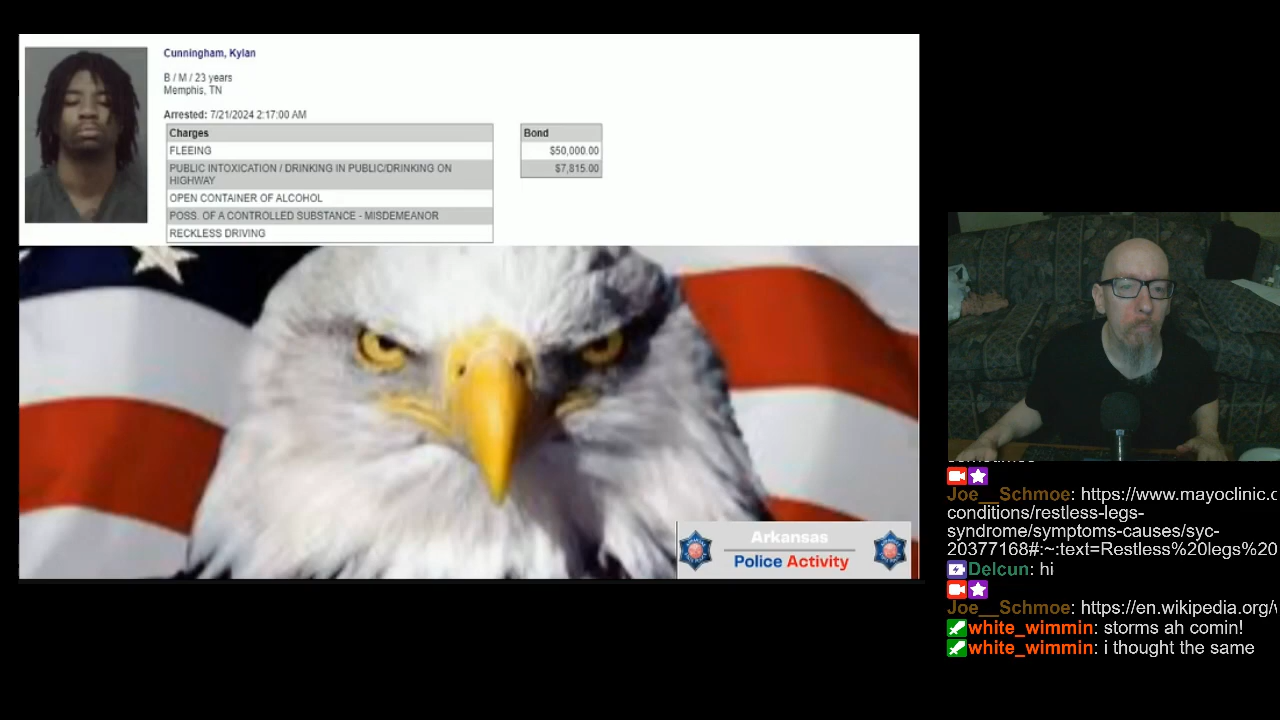 Cunningham, Kylan
B / M / 23 years
Memphis, TN
Arrested: 7/21/2024 2:17:00 AM
Charges
FLEEING
PUBLIC INTOXICATION / DRINKING IN PUBLIC/DRINKING ON
HIGHWAY
OPEN CONTAINER OF ALCOHOL
POSS. OF A CONTROLLED SUBSTANCE - MISDEMEANOR
RECKLESS DRIVING
Bond
$50,000.00
$7,815.00
Arkansas
Police Activity
Joe__Schmoe: https://www.mayoclinic.c
conditions/restless-legs-
syndrome/symptoms-causes/syc-
20377168#:~:text=Restless%20legs%20
Delcun: hi
Joe__Schmoe: https://en.wikipedia.org/
white_wimmin: storms ah comin!
white_wimmin: i thought the same